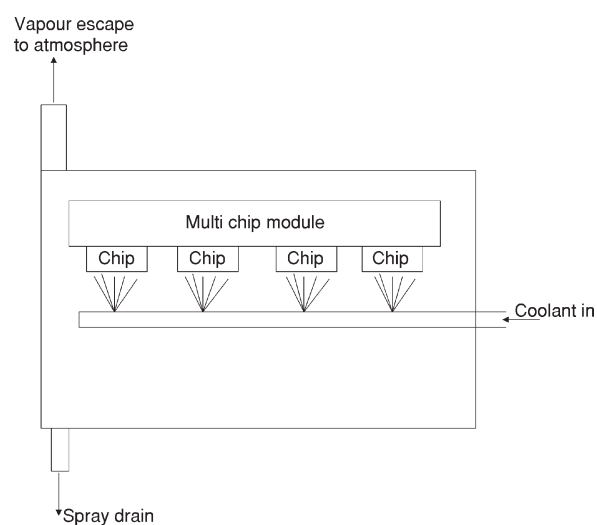 Vapour escape
to atmosphere
Multi chip module
Chip Chip Chip Chip
Coolant in
Spray drain